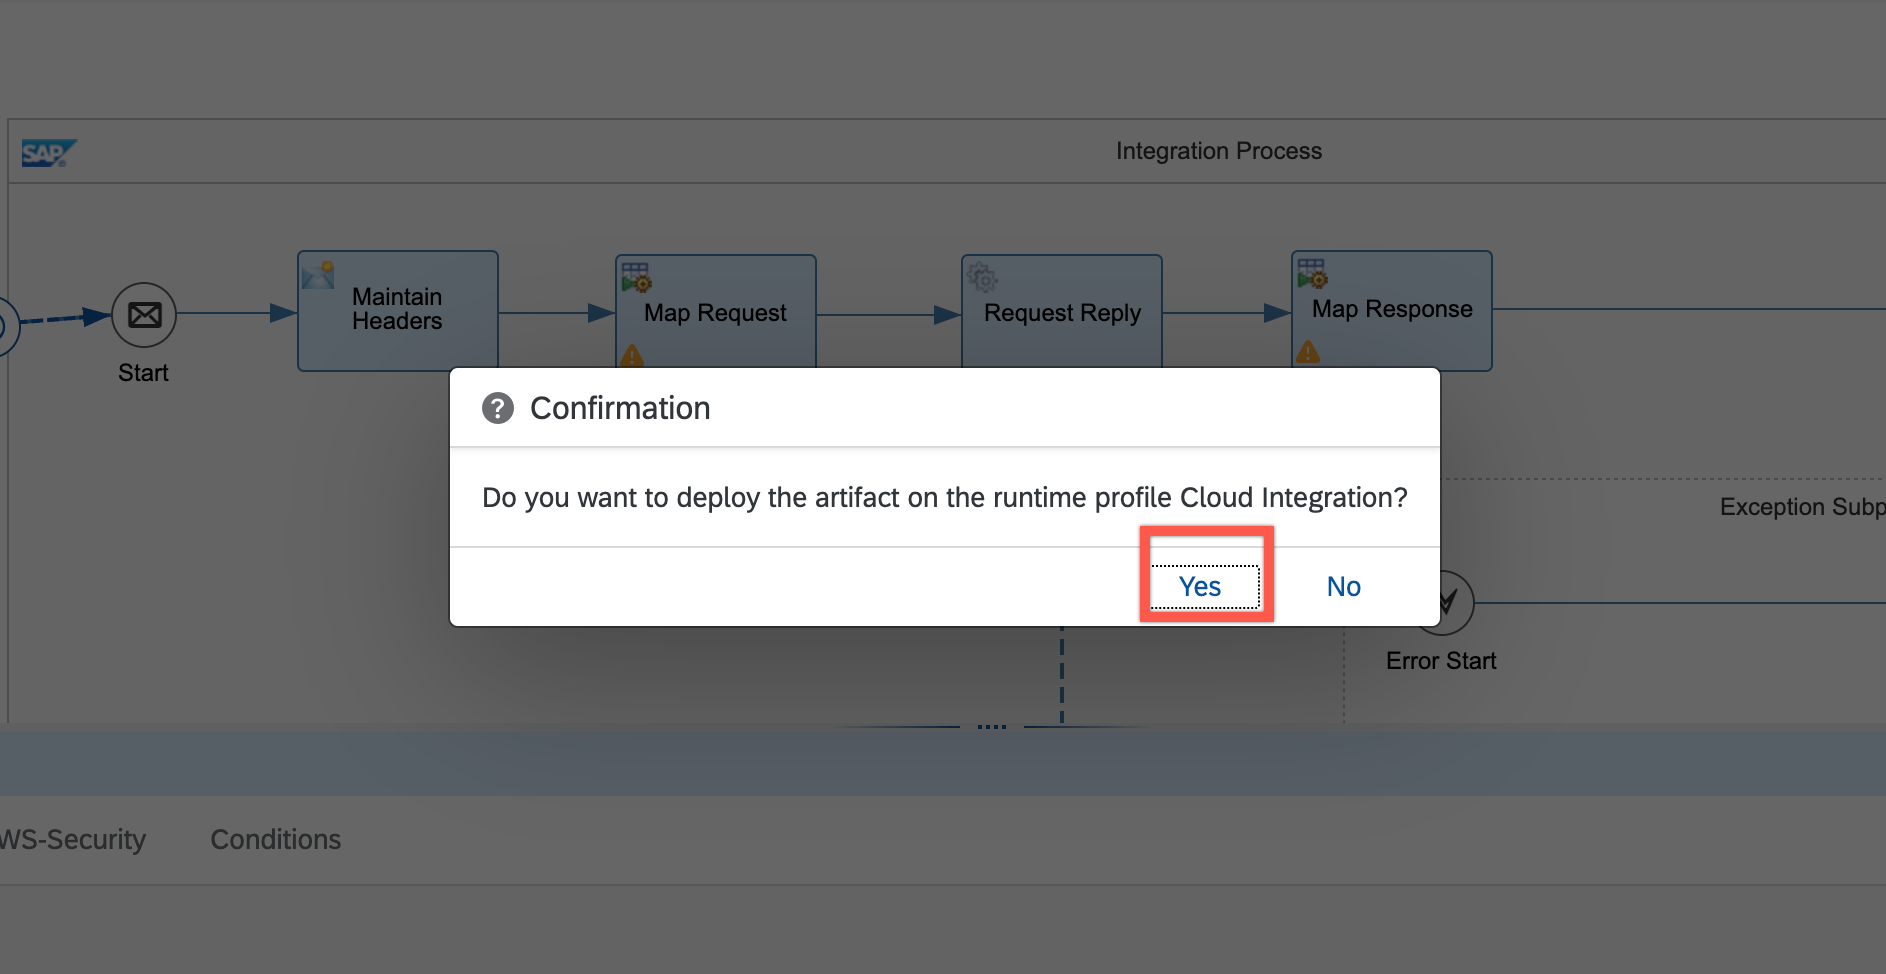 SAP
Integration Process
Maintain
Headers
Map Request
Request Reply
Map Response
Start
Confirmation
Do you want to deploy the artifact on the runtime profile Cloud Integration?
Exception Subp
Yes
No
Error Start
WS-Security
Conditions